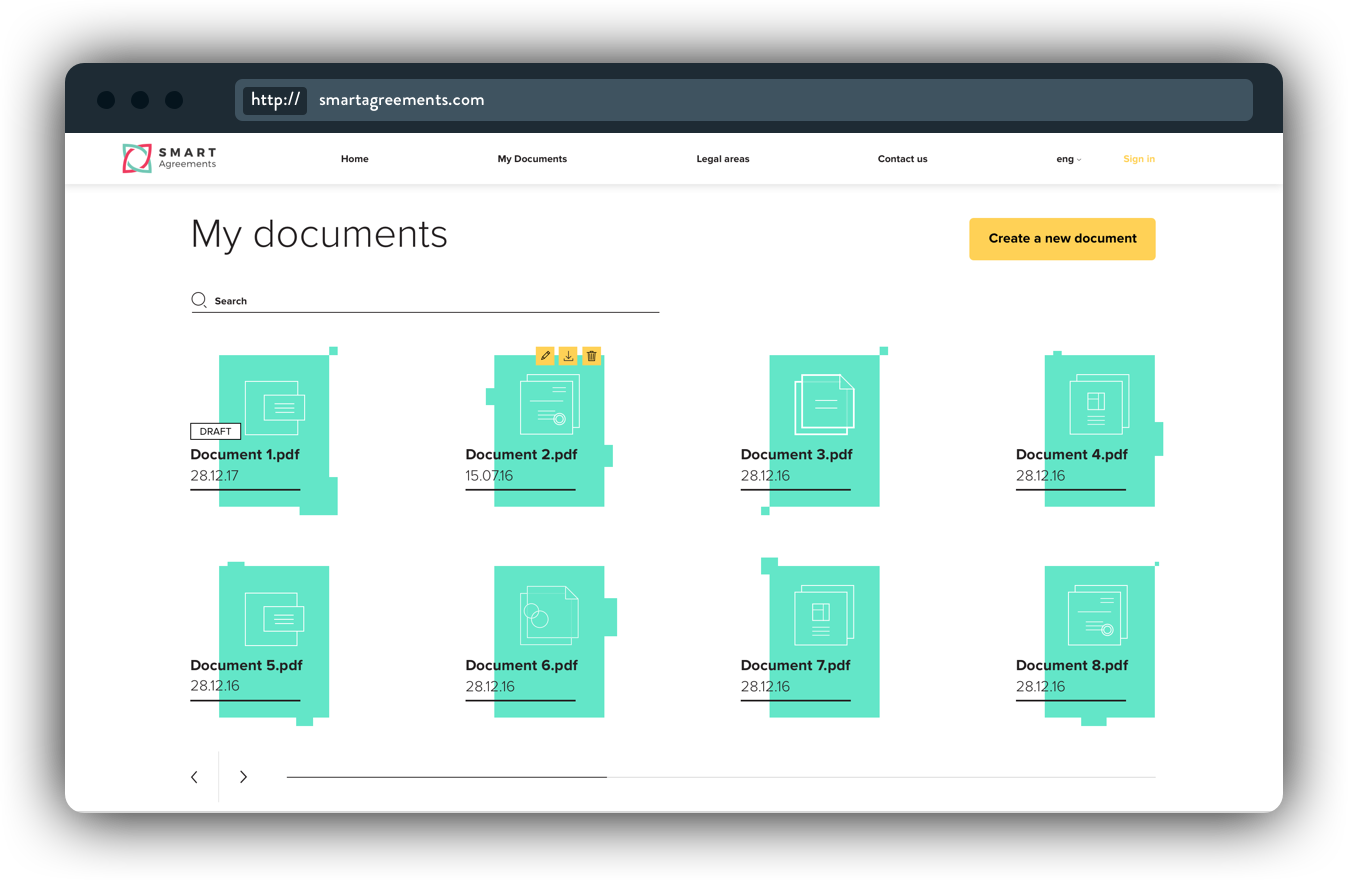 http:// smartagreements.com
SMART
Agreements
Home My Documents Legal areas Contact us eng Sign in
My documents
Create a new document
Search
DRAFT
Document 1.pdf
28.12.17
Document 2.pdf
15.07.16
Document 3.pdf
28.12.16
Document 4.pdf
28.12.16
Document 5.pdf
28.12.16
Document 6.pdf
28.12.16
Document 7.pdf
28.12.16
Document 8.pdf
28.12.16